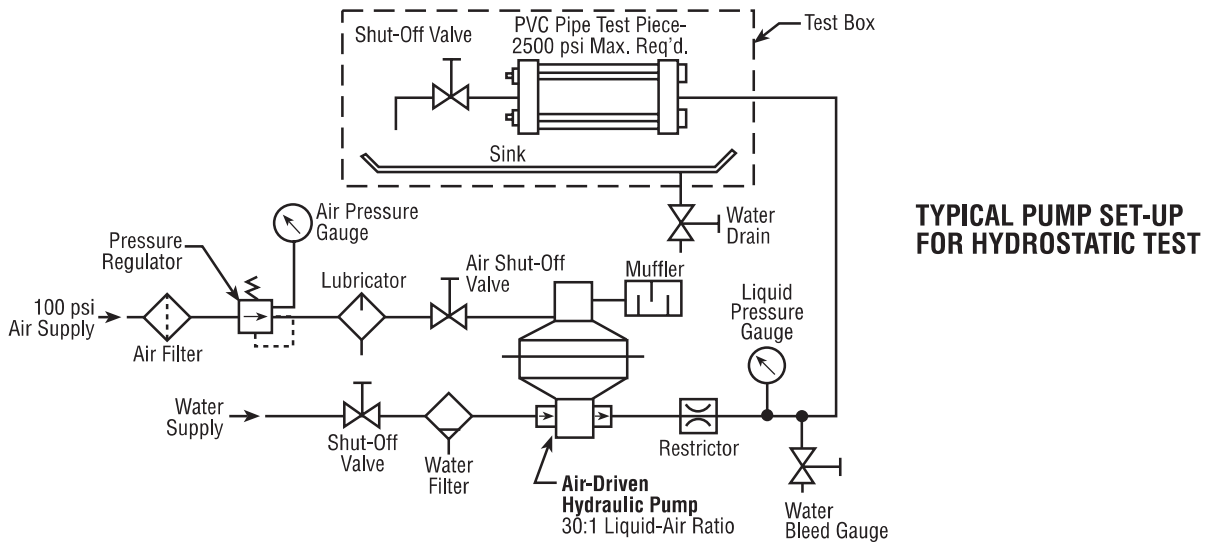 PVC Pipe Test Piece-
2500 psi Max. Req'd.
Shut-Off Valve
Test Box
Sink
Water
Drain
TYPICAL PUMP SET-UP
FOR HYDROSTATIC TEST
Air Pressure
Gauge
Pressure
Regulator
Lubricator
Air Shut-Off
Valve
Muffler
Liquid
Pressure
Gauge
100 psi
Air Supply
Air Filter
Water
Supply
Shut-Off
Valve
Water
Filter
Restrictor
Air-Driven
Hydraulic Pump
30:1 Liquid-Air Ratio
Water
Bleed Gauge